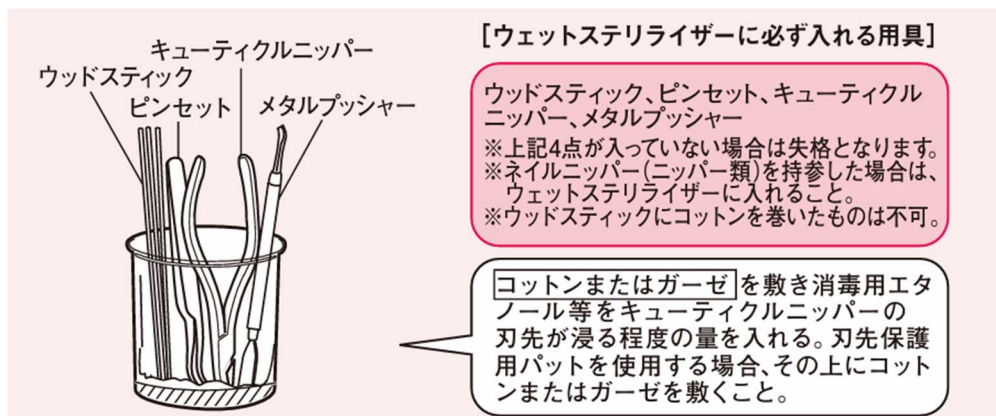 キューティクルニッパー
ウッドスティック
ピンセット
メタルプッシャー
[ウェットステリライザーに必ず入れる用具]
ウッドスティック、ピンセット、キューティクル
ニッパー、メタルプッシャー
※上記4点が入っていない場合は失格となります。
※ネイルニッパー(ニッパー類)を持参した場合は、
ウェットステリライザーに入れること。
※ウッドスティックにコットンを巻いたものは不可。
コットンまたはガーゼを敷き消毒用エタ
ノール等をキューティクルニッパーの
刃先が浸る程度の量を入れる。刃先保護
用パットを使用する場合、その上にコット
ンまたはガーゼを敷くこと。